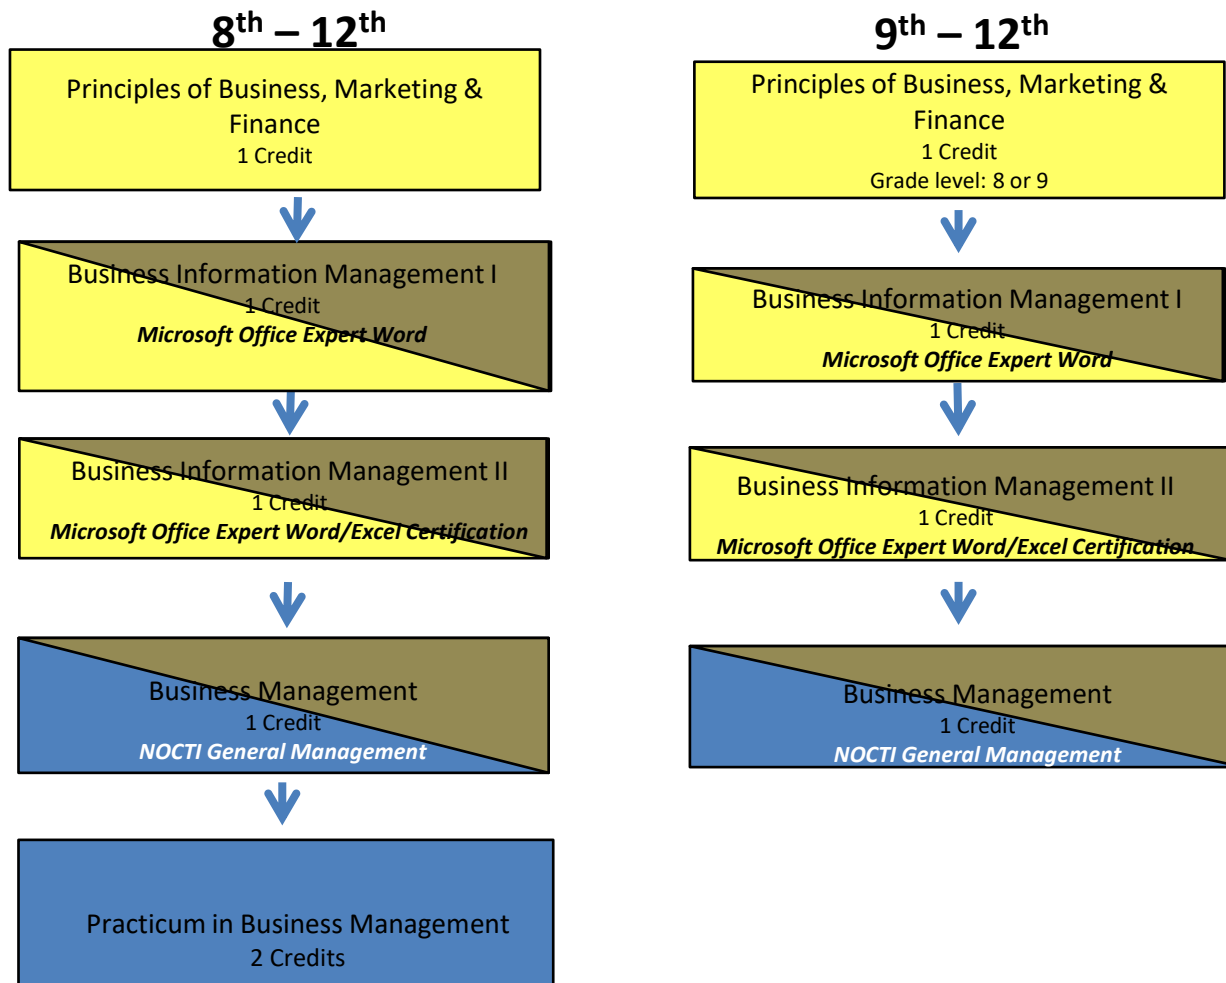 8th – 12th
Principles of Business, Marketing &
Finance
1 Credit
Business Information Management I
1 Credit
Microsoft Office Expert Word
Business Information Management II
1 Credit
Microsoft Office Expert Word/Excel Certification
Business Management
1 Credit
NOCTI General Management
Practicum in Business Management
2 Credits
9th – 12th
Principles of Business, Marketing &
Finance
1 Credit
Grade level: 8 or 9
Business Information Management I
1 Credit
Microsoft Office Expert Word
Business Information Management II
1 Credit
Microsoft Office Expert Word/Excel Certification
Business Management
1 Credit
NOCTI General Management